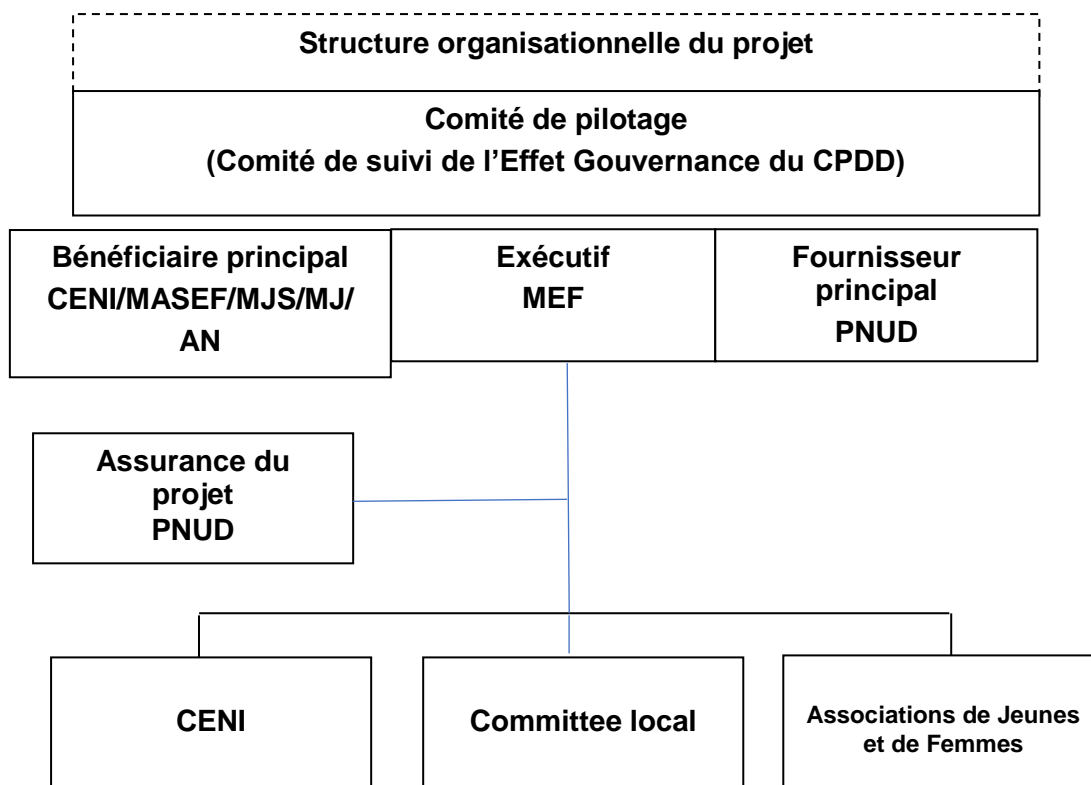 Structure organisationnelle du projet
Comité de pilotage
(Comité de suivi de l’Effet Gouvernance du CPDD)
Bénéficiaire principal
CENI/MASEF/MJS/MJ/
AN
Exécutif
MEF
Fournisseur
principal
PNUD
Assurance du
projet
PNUD
CENI
Committee local
Associations de Jeunes
et de Femmes